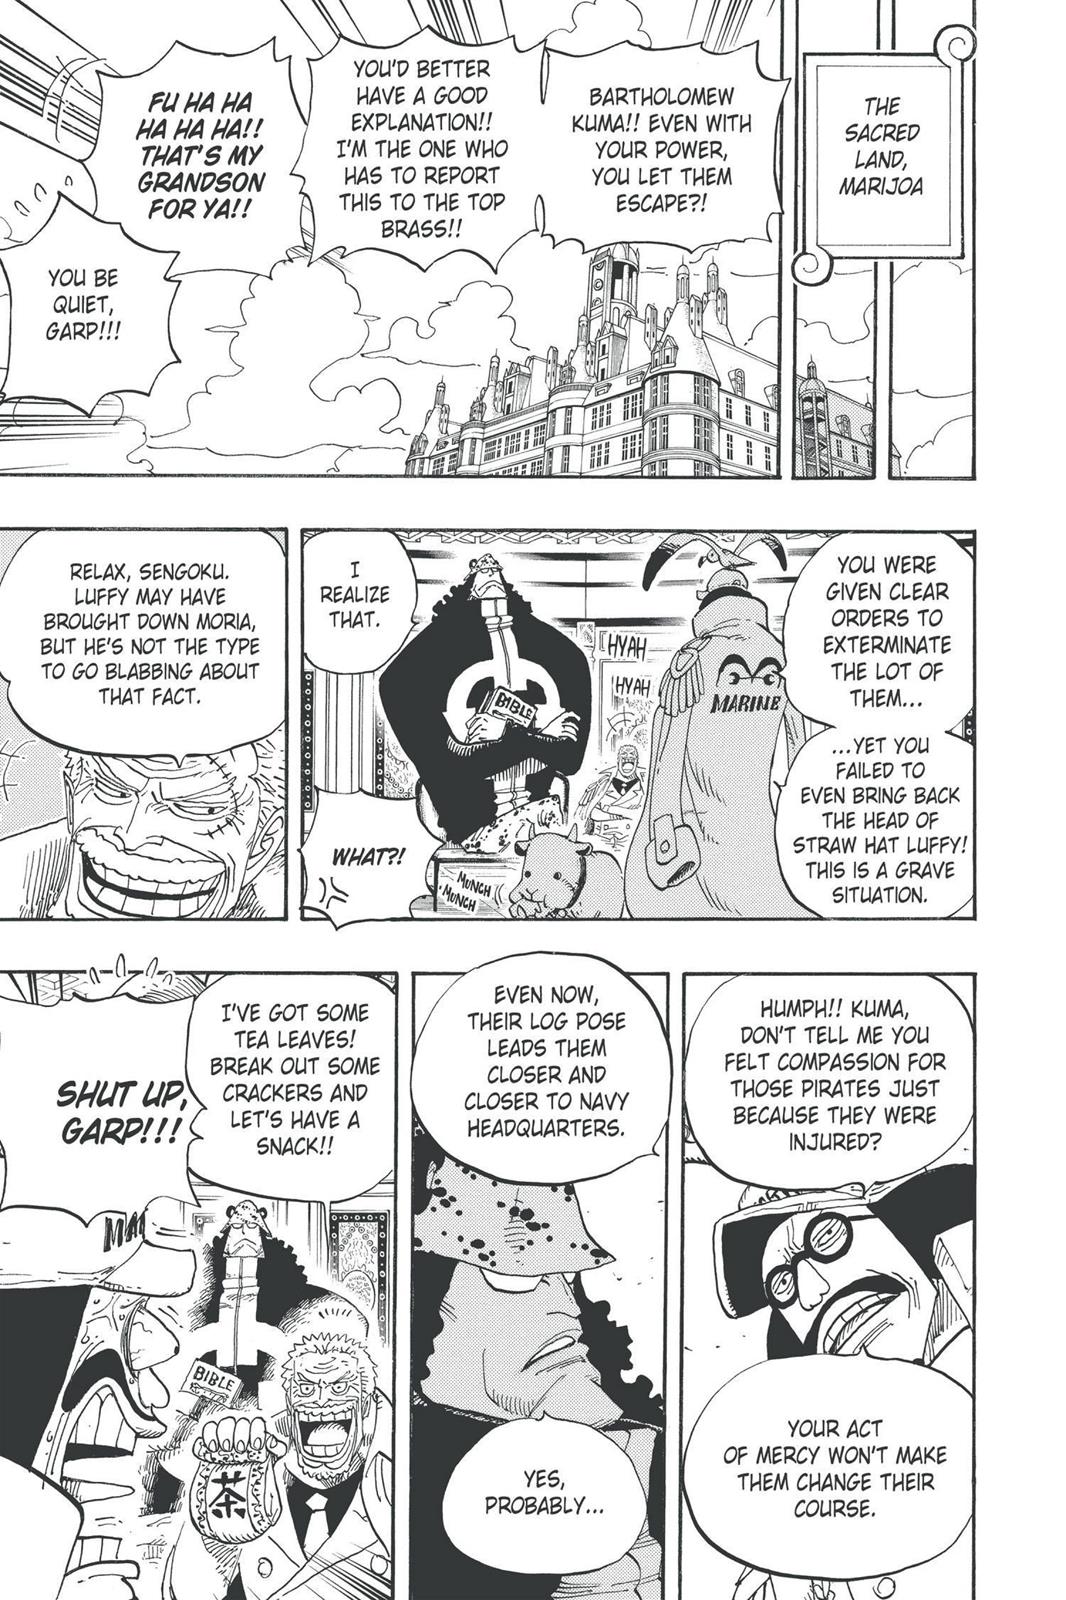 THE
SACRED
LAND,
MARIJOA
BARTHOLOMEW
KUMA!! EVEN WITH
YOUR POWER,
YOU LET THEM
ESCAPE?!
YOU'D BETTER
HAVE A GOOD
EXPLANATION!!
I'M THE ONE WHO
HAS TO REPORT
THIS TO THE TOP
BRASS!!
FU HA HA
HA HA HA!!
THAT'S MY
GRANDSON
FOR YA!!
YOU BE
QUIET,
GARP!!!
YOU WERE
GIVEN CLEAR
ORDERS TO
EXTERMINATE
THE LOT OF
THEM...
...YET YOU
FAILED TO
EVEN BRING BACK
THE HEAD OF
STRAW HAT LUFFY!
THIS IS A GRAVE
SITUATION.
MARINE
HYAH
HYAH
BIBLE
I
REALIZE
THAT.
MUNCH
MUNCH
WHAT?!
RELAX, SENGOKU.
LUFFY MAY HAVE
BROUGHT DOWN MORIA,
BUT HE'S NOT THE TYPE
TO GO BLABBING ABOUT
THAT FACT.
HUMPH!! KUMA,
DON'T TELL ME YOU
FELT COMPASSION FOR
THOSE PIRATES JUST
BECAUSE THEY WERE
INJURED?
YOUR ACT
OF MERCY WON'T MAKE
THEM CHANGE THEIR
COURSE.
EVEN NOW,
THEIR LOG POSE
LEADS THEM
CLOSER AND
CLOSER TO NAVY
HEADQUARTERS.
YES,
PROBABLY...
I'VE GOT SOME
TEA LEAVES!
BREAK OUT SOME
CRACKERS AND
LET'S HAVE A
SNACK!!
SHUT UP,
GARP!!!
MA
BIBLE
茶